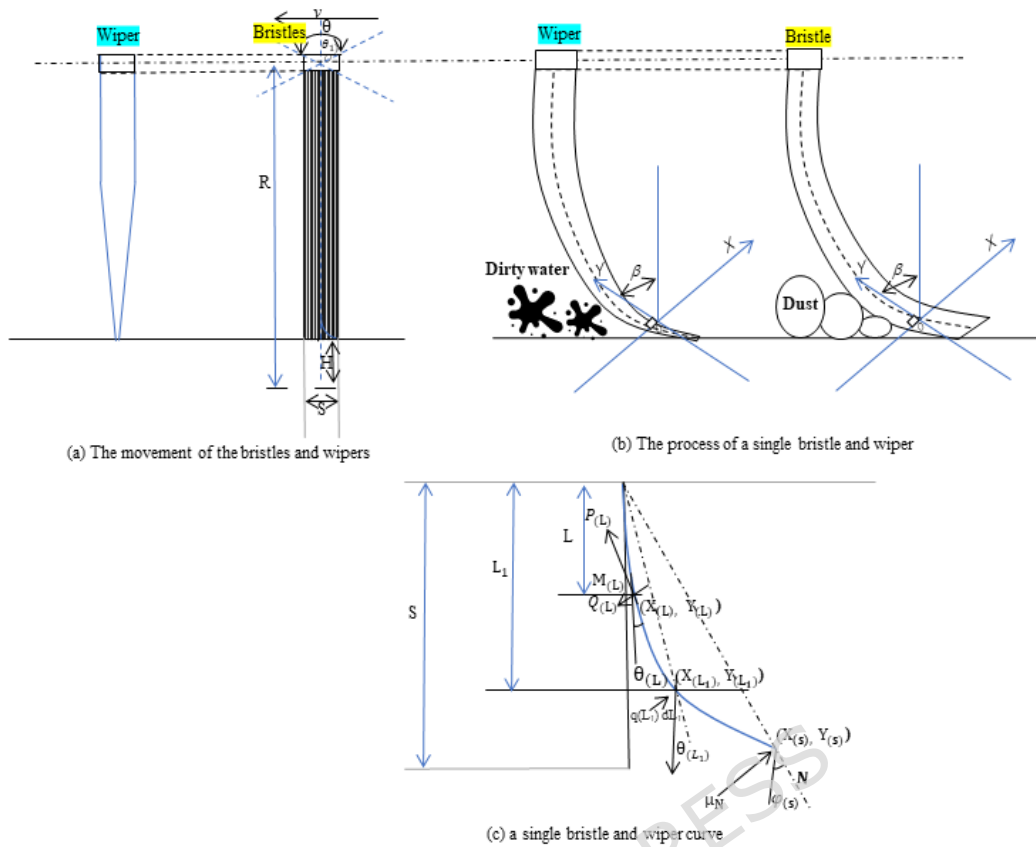 v
θ
Wiper
Bristles
θ₁
R
H
S
(a) The movement of the bristles and wipers
Wiper
Bristle
X
X
Dirty water
Y
β
Dust
Y
β
(b) The process of a single bristle and wiper
P(L)
L
L₁
M(L)
Q(L)
(X(L), Y(L))
S
θ(L)
(X(L₁), Y(L₁))
q(L₁) dL₁
θ(L₁)
(X(s), Y(s))
N
μN
φ(s)
(c) a single bristle and wiper curve